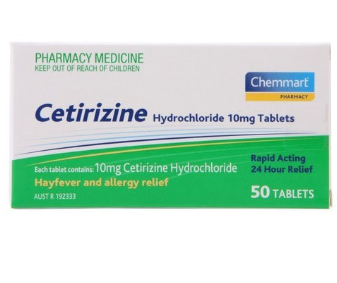 PHARMACY MEDICINE
KEEP OUT OF REACH OF CHILDREN
Chemmart
PHARMACY
Cetirizine Hydrochloride 10mg Tablets
Each tablet contains: 10mg Cetirizine Hydrochloride
Hayfever and allergy relief
AUST R 192333
Rapid Acting
24 Hour Relief
50 TABLETS